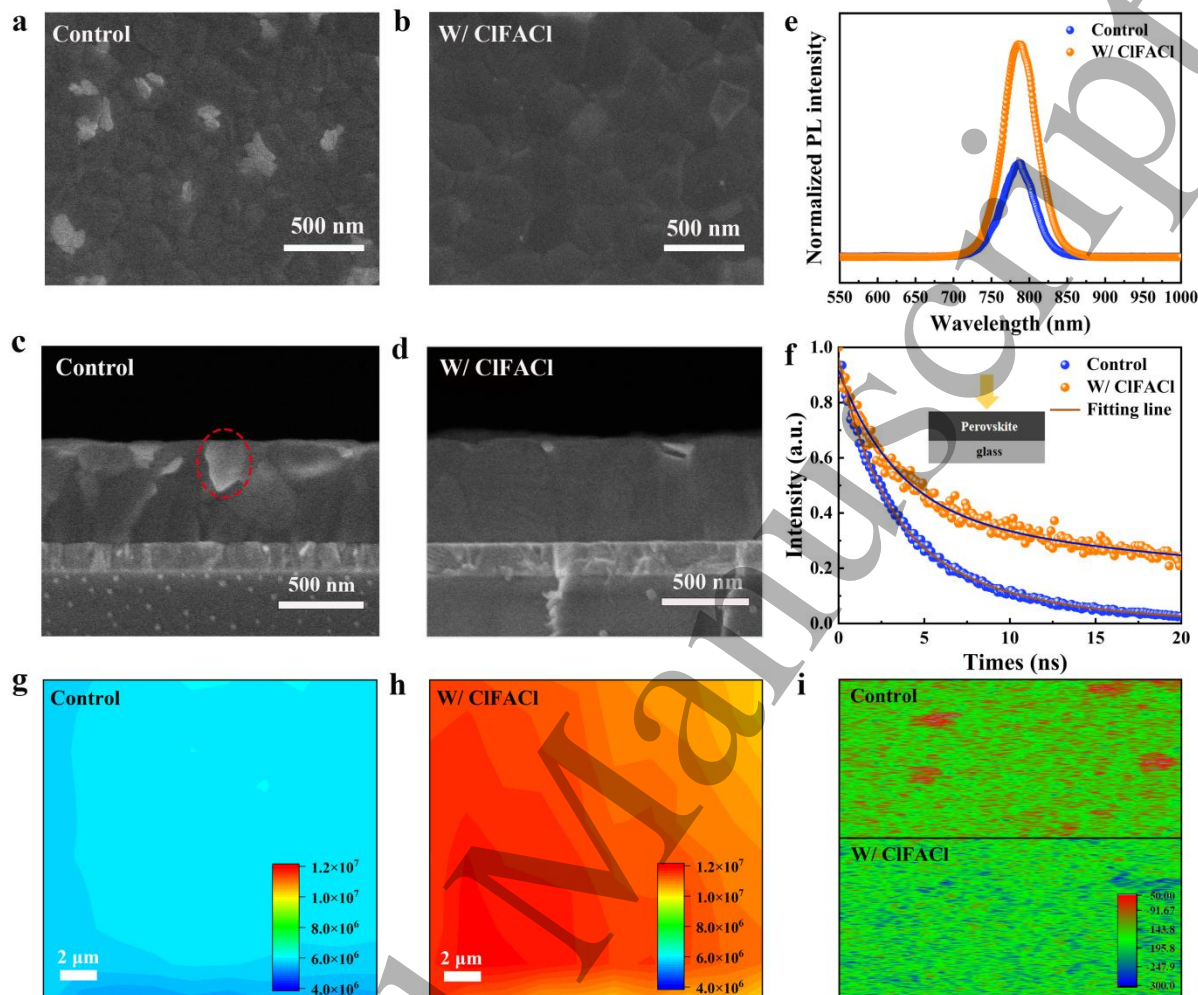 a
Control
500 nm
b
W/ ClFACl
500 nm
e
Control
W/ ClFACl
Normalized PL intensity
550 600 650 700 750 800 850 900 950 1000
Wavelength (nm)
c
Control
500 nm
d
W/ ClFACl
500 nm
f
Control
W/ ClFACl
Fitting line
Perovskite
glass
Intensity (a.u.)
1.0
0.8
0.6
0.4
0.2
0.0
0 5 10 15 20
Times (ns)
g
Control
2 μm
1.2×10⁷
1.0×10⁷
8.0×10⁶
6.0×10⁶
4.0×10⁶
h
W/ ClFACl
2 μm
1.2×10⁷
1.0×10⁷
8.0×10⁶
6.0×10⁶
4.0×10⁶
i
Control
W/ ClFACl
-50.00
-91.67
-143.8
-195.8
-247.9
-300.0
Manuscript